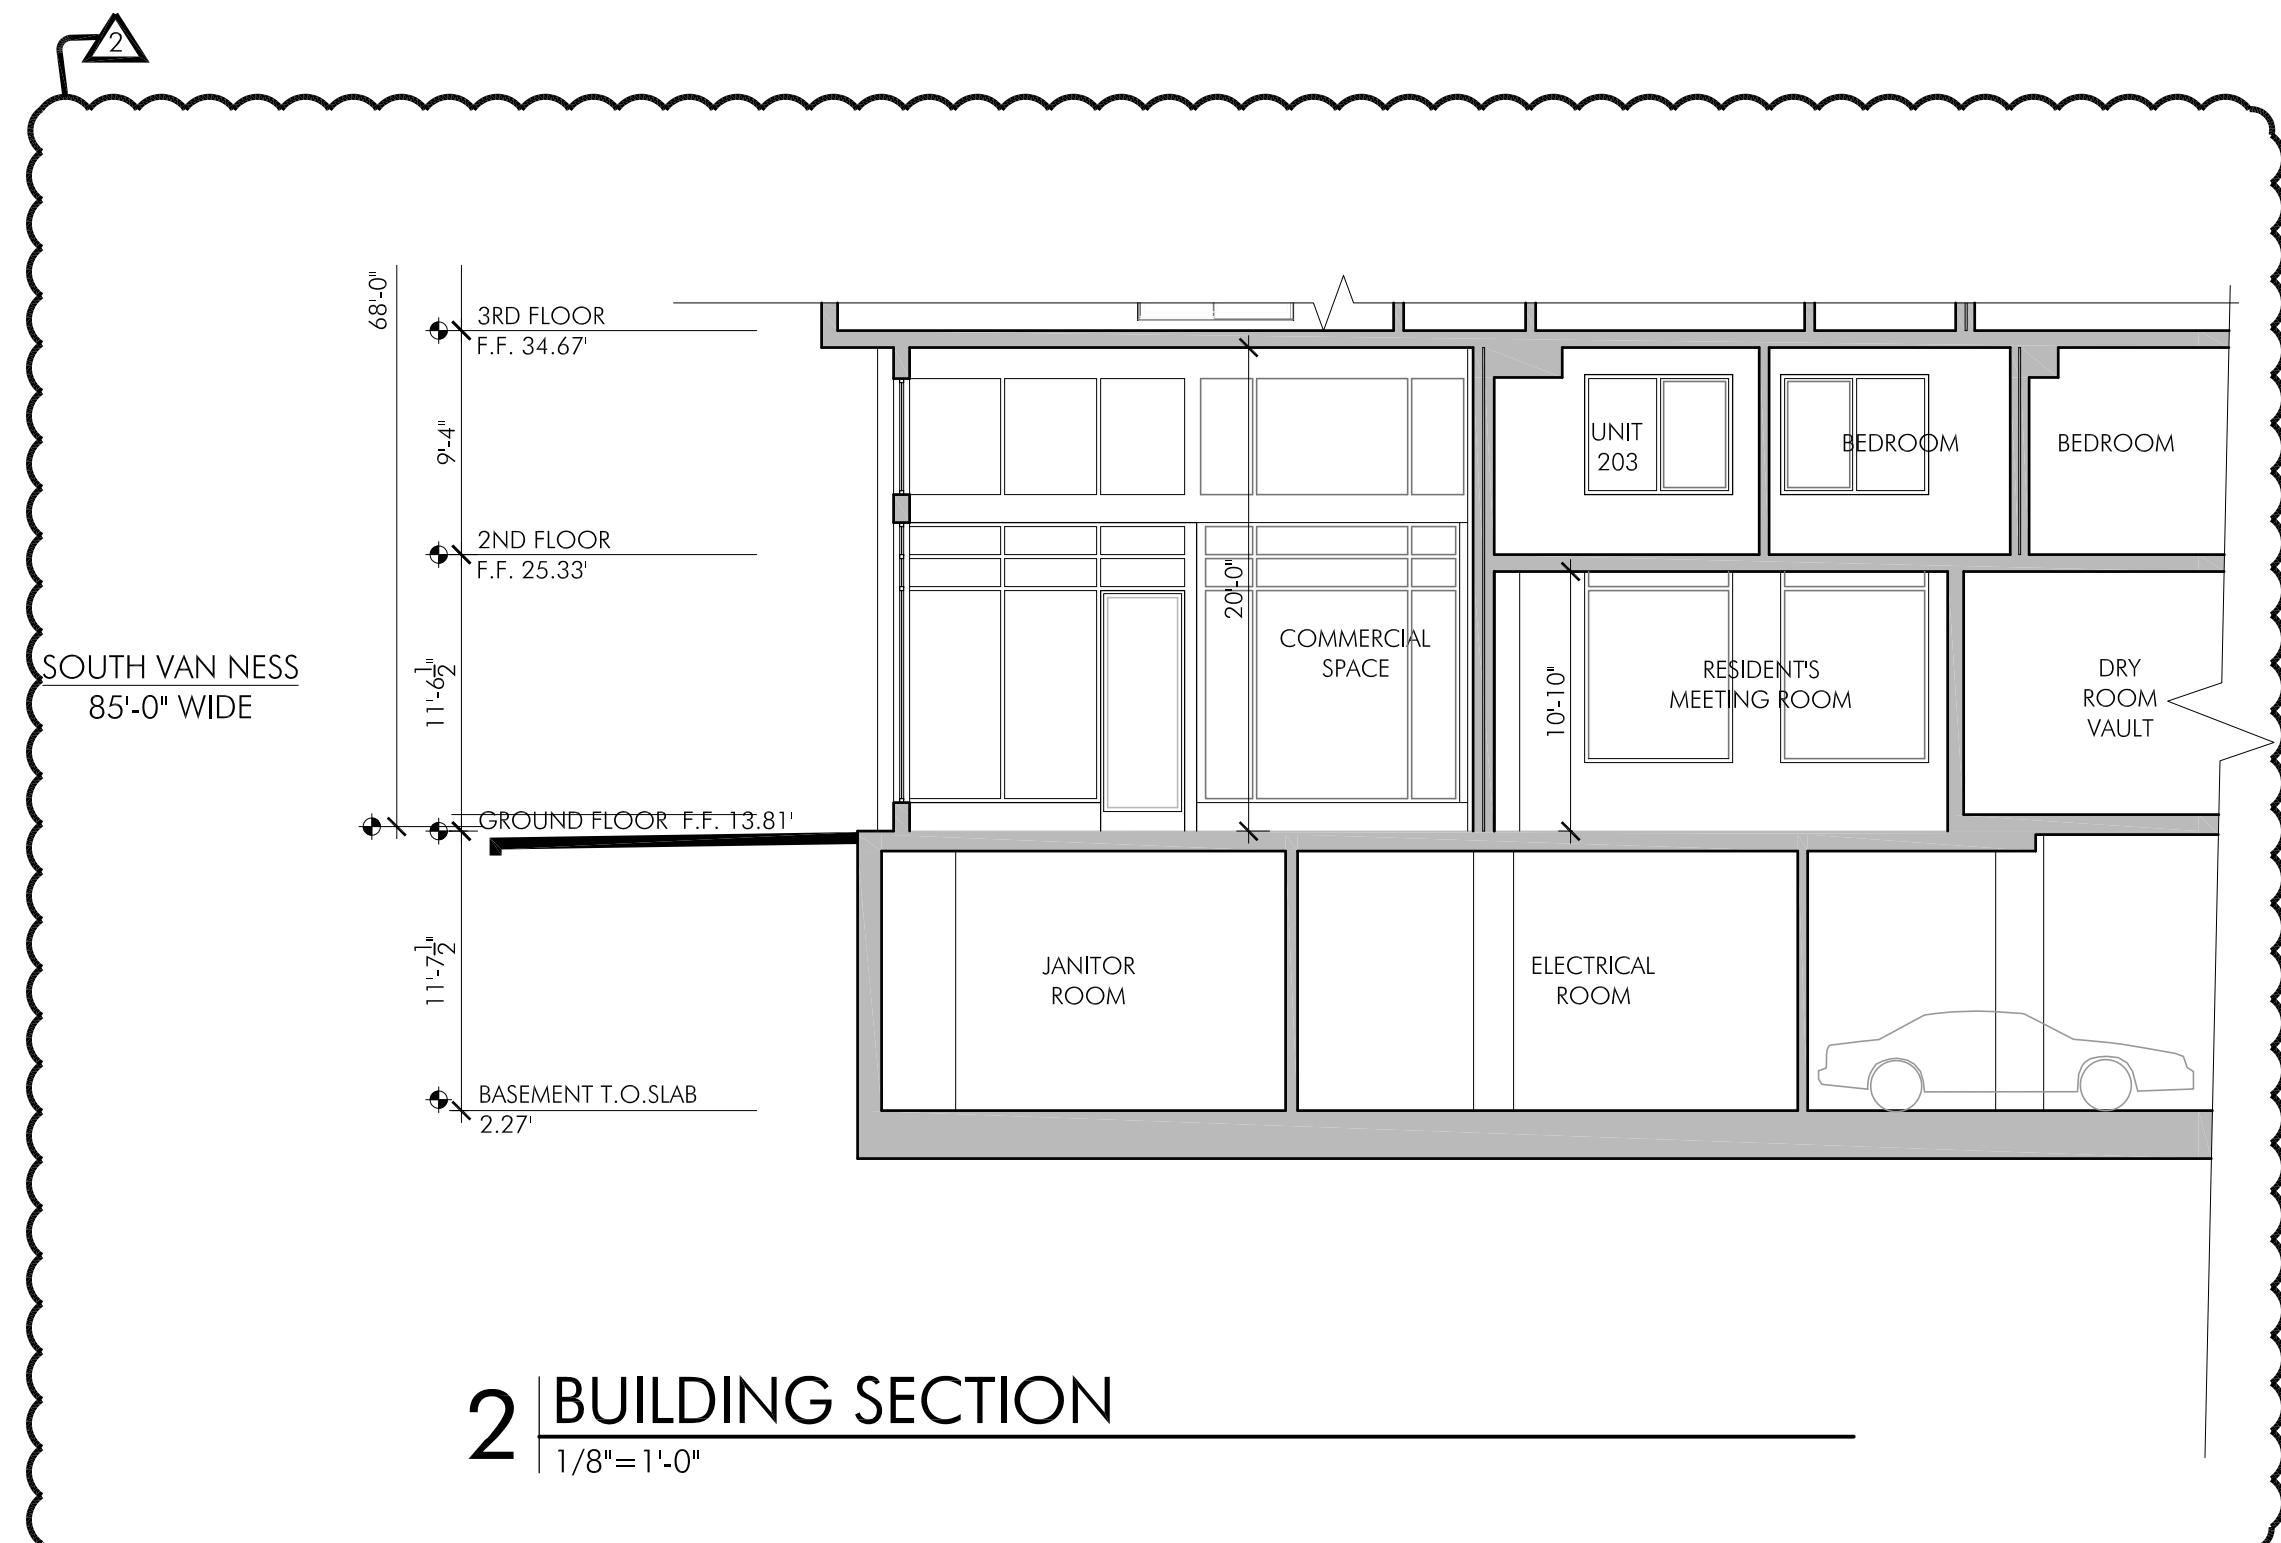 2
68'-0"
3RD FLOOR
F.F. 34.67'
9'-4"
UNIT
203
BEDROOM
BEDROOM
2ND FLOOR
F.F. 25.33'
20'-0"
COMMERCIAL
SPACE
SOUTH VAN NESS
85'-0" WIDE
11'-6 1/2"
10'-10"
RESIDENT'S
MEETING ROOM
DRY
ROOM
VAULT
GROUND FLOOR F.F. 13.81'
11'-7 1/2"
JANITOR
ROOM
ELECTRICAL
ROOM
BASEMENT T.O.SLAB
2.27'
2
BUILDING SECTION
1/8"=1'-0"